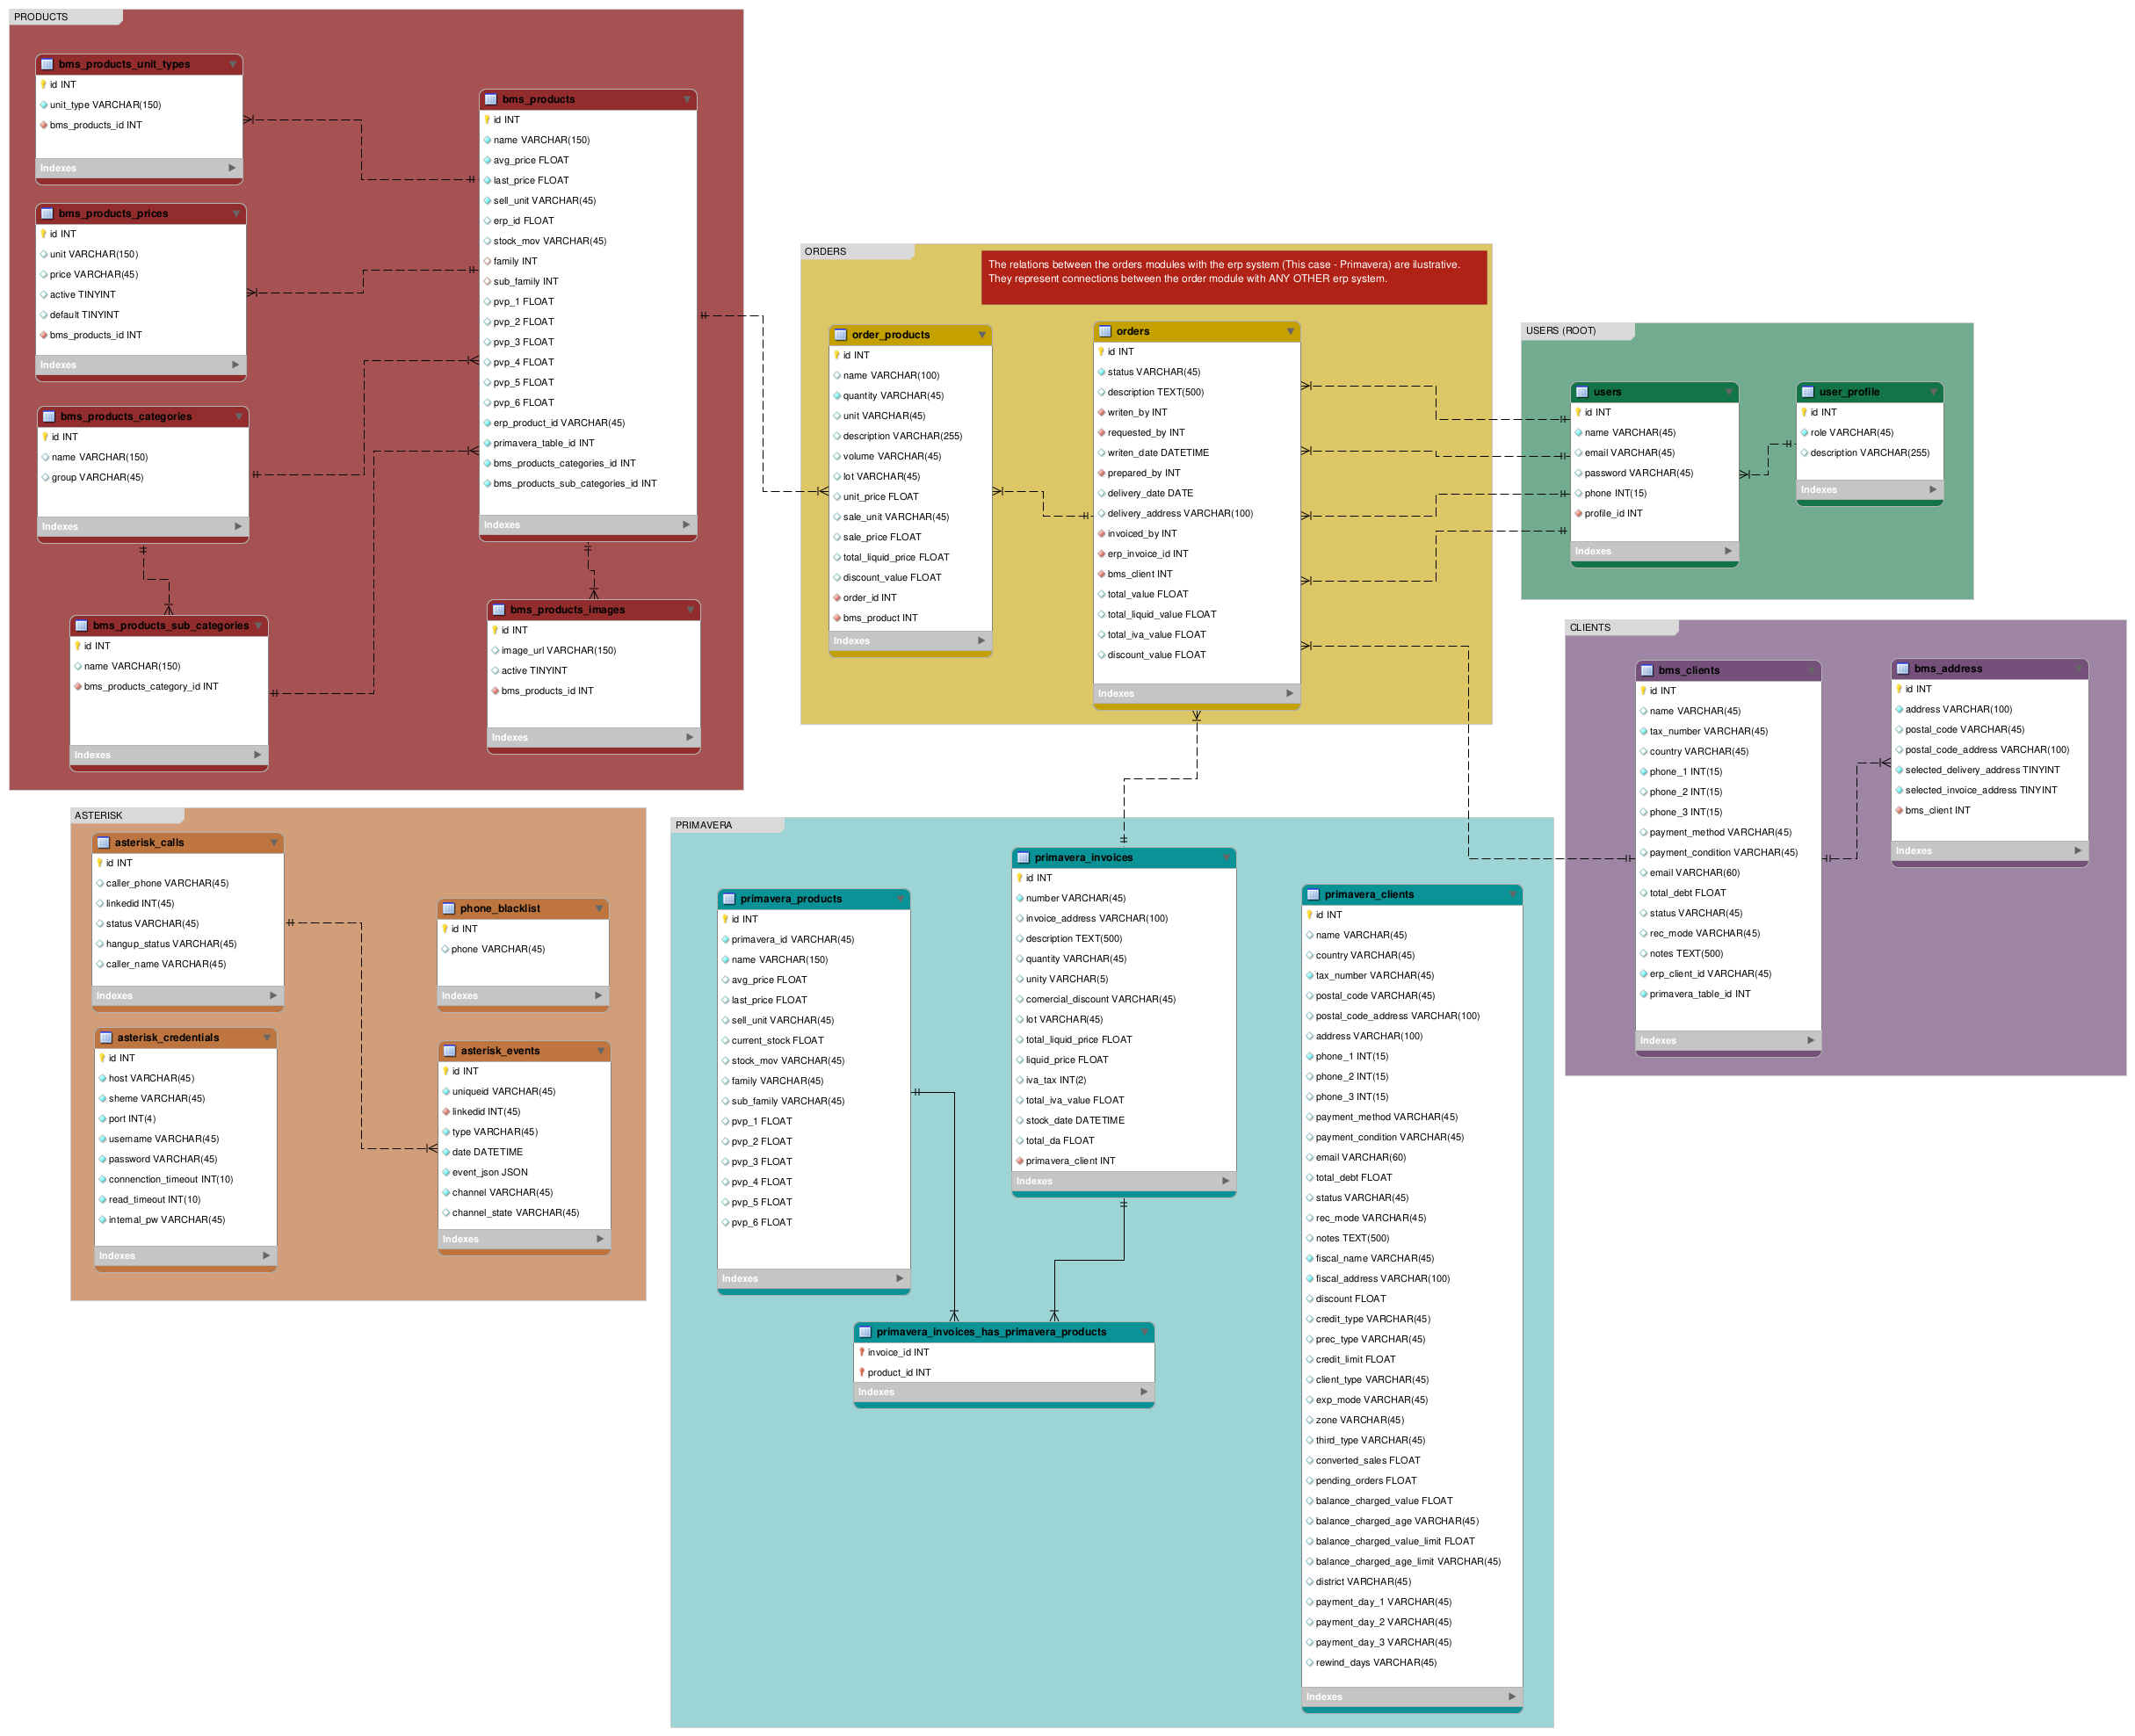 PRODUCTS
bms_products_unit_types
id INT
unit_type VARCHAR(150)
bms_products_id INT
Indexes
bms_products_prices
id INT
unit VARCHAR(150)
price VARCHAR(45)
active TINYINT
default TINYINT
bms_products_id INT
Indexes
bms_products_categories
id INT
name VARCHAR(150)
group VARCHAR(45)
Indexes
bms_products_sub_categories
id INT
name VARCHAR(150)
bms_products_category_id INT
Indexes
bms_products
id INT
name VARCHAR(150)
avg_price FLOAT
last_price FLOAT
sell_unit VARCHAR(45)
erp_id FLOAT
stock_mov VARCHAR(45)
family INT
sub_family INT
pvp_1 FLOAT
pvp_2 FLOAT
pvp_3 FLOAT
pvp_4 FLOAT
pvp_5 FLOAT
pvp_6 FLOAT
erp_product_id VARCHAR(45)
primavera_table_id INT
bms_products_categories_id INT
bms_products_sub_categories_id INT
Indexes
bms_products_images
id INT
image_url VARCHAR(150)
active TINYINT
bms_products_id INT
Indexes
ORDERS
The relations between the orders modules with the erp system (This case - Primavera) are ilustrative.
They represent connections between the order module with ANY OTHER erp system.
order_products
id INT
name VARCHAR(100)
quantity VARCHAR(45)
unit VARCHAR(45)
description VARCHAR(255)
volume VARCHAR(45)
lot VARCHAR(45)
unit_price FLOAT
sale_unit VARCHAR(45)
sale_price FLOAT
total_liquid_price FLOAT
discount_value FLOAT
order_id INT
bms_product INT
Indexes
orders
id INT
status VARCHAR(45)
description TEXT(500)
writen_by INT
requested_by INT
writen_date DATETIME
prepared_by INT
delivery_date DATE
delivery_address VARCHAR(100)
invoiced_by INT
erp_invoice_id INT
bms_client INT
total_value FLOAT
total_liquid_value FLOAT
total_iva_value FLOAT
discount_value FLOAT
Indexes
USERS (ROOT)
users
id INT
name VARCHAR(45)
email VARCHAR(45)
password VARCHAR(45)
phone INT(15)
profile_id INT
Indexes
user_profile
id INT
role VARCHAR(45)
description VARCHAR(255)
Indexes
CLIENTS
bms_clients
id INT
name VARCHAR(45)
tax_number VARCHAR(45)
country VARCHAR(45)
phone_1 INT(15)
phone_2 INT(15)
phone_3 INT(15)
payment_method VARCHAR(45)
payment_condition VARCHAR(45)
email VARCHAR(60)
total_debt FLOAT
status VARCHAR(45)
rec_mode VARCHAR(45)
notes TEXT(500)
erp_client_id VARCHAR(45)
primavera_table_id INT
Indexes
bms_address
id INT
address VARCHAR(100)
postal_code VARCHAR(45)
postal_code_address VARCHAR(100)
selected_delivery_address TINYINT
selected_invoice_address TINYINT
bms_client INT
Indexes
ASTERISK
asterisk_calls
id INT
caller_phone VARCHAR(45)
linkedid INT(45)
status VARCHAR(45)
hangup_status VARCHAR(45)
caller_name VARCHAR(45)
Indexes
phone_blacklist
id INT
phone VARCHAR(45)
Indexes
asterisk_credentials
id INT
host VARCHAR(45)
sheme VARCHAR(45)
port INT(4)
username VARCHAR(45)
password VARCHAR(45)
connenction_timeout INT(10)
read_timeout INT(10)
internal_pw VARCHAR(45)
Indexes
asterisk_events
id INT
uniqueid VARCHAR(45)
linkedid INT(45)
type VARCHAR(45)
date DATETIME
event_json JSON
channel VARCHAR(45)
channel_state VARCHAR(45)
Indexes
PRIMAVERA
primavera_products
id INT
primavera_id VARCHAR(45)
name VARCHAR(150)
avg_price FLOAT
last_price FLOAT
sell_unit VARCHAR(45)
current_stock FLOAT
stock_mov VARCHAR(45)
family VARCHAR(45)
sub_family VARCHAR(45)
pvp_1 FLOAT
pvp_2 FLOAT
pvp_3 FLOAT
pvp_4 FLOAT
pvp_5 FLOAT
pvp_6 FLOAT
Indexes
primavera_invoices
id INT
number VARCHAR(45)
invoice_address VARCHAR(100)
description TEXT(500)
quantity VARCHAR(45)
unity VARCHAR(5)
comercial_discount VARCHAR(45)
lot VARCHAR(45)
total_liquid_price FLOAT
liquid_price FLOAT
iva_tax INT(2)
total_iva_value FLOAT
stock_date DATETIME
total_da FLOAT
primavera_client INT
Indexes
primavera_invoices_has_primavera_products
invoice_id INT
product_id INT
Indexes
primavera_clients
id INT
name VARCHAR(45)
country VARCHAR(45)
tax_number VARCHAR(45)
postal_code VARCHAR(45)
postal_code_address VARCHAR(100)
address VARCHAR(100)
phone_1 INT(15)
phone_2 INT(15)
phone_3 INT(15)
payment_method VARCHAR(45)
payment_condition VARCHAR(45)
email VARCHAR(60)
total_debt FLOAT
status VARCHAR(45)
rec_mode VARCHAR(45)
notes TEXT(500)
fiscal_name VARCHAR(45)
fiscal_address VARCHAR(100)
discount FLOAT
credit_type VARCHAR(45)
prec_type VARCHAR(45)
credit_limit FLOAT
client_type VARCHAR(45)
exp_mode VARCHAR(45)
zone VARCHAR(45)
third_type VARCHAR(45)
converted_sales FLOAT
pending_orders FLOAT
balance_charged_value FLOAT
balance_charged_age VARCHAR(45)
balance_charged_value_limit FLOAT
balance_charged_age_limit VARCHAR(45)
district VARCHAR(45)
payment_day_1 VARCHAR(45)
payment_day_2 VARCHAR(45)
payment_day_3 VARCHAR(45)
rewind_days VARCHAR(45)
Indexes